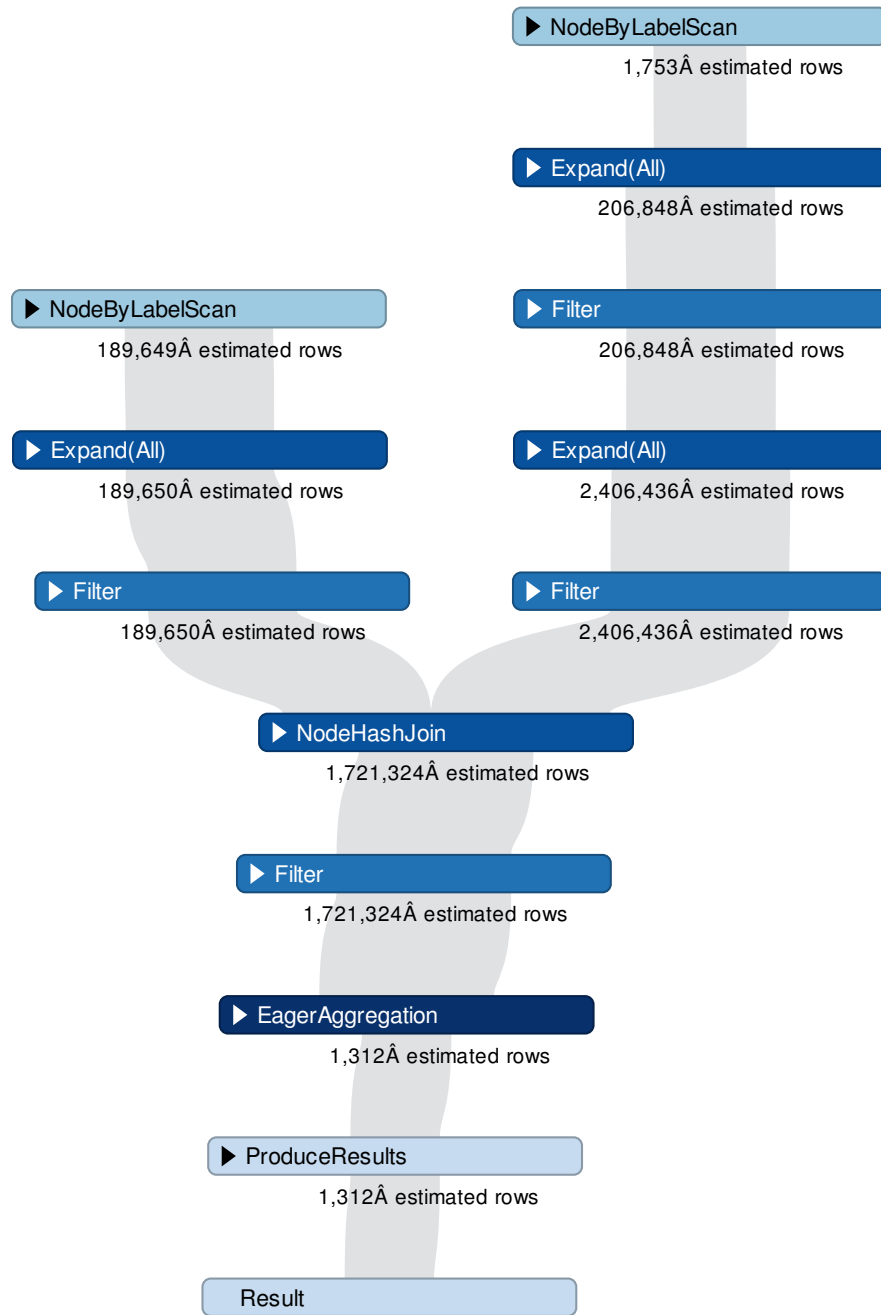 NodeByLabelScan
1,753Â estimated rows
Expand(All)
206,848Â estimated rows
NodeByLabelScan
189,649Â estimated rows
Filter
206,848Â estimated rows
Expand(All)
189,650Â estimated rows
Expand(All)
2,406,436Â estimated rows
Filter
189,650Â estimated rows
Filter
2,406,436Â estimated rows
NodeHashJoin
1,721,324Â estimated rows
Filter
1,721,324Â estimated rows
EagerAggregation
1,312Â estimated rows
ProduceResults
1,312Â estimated rows
Result